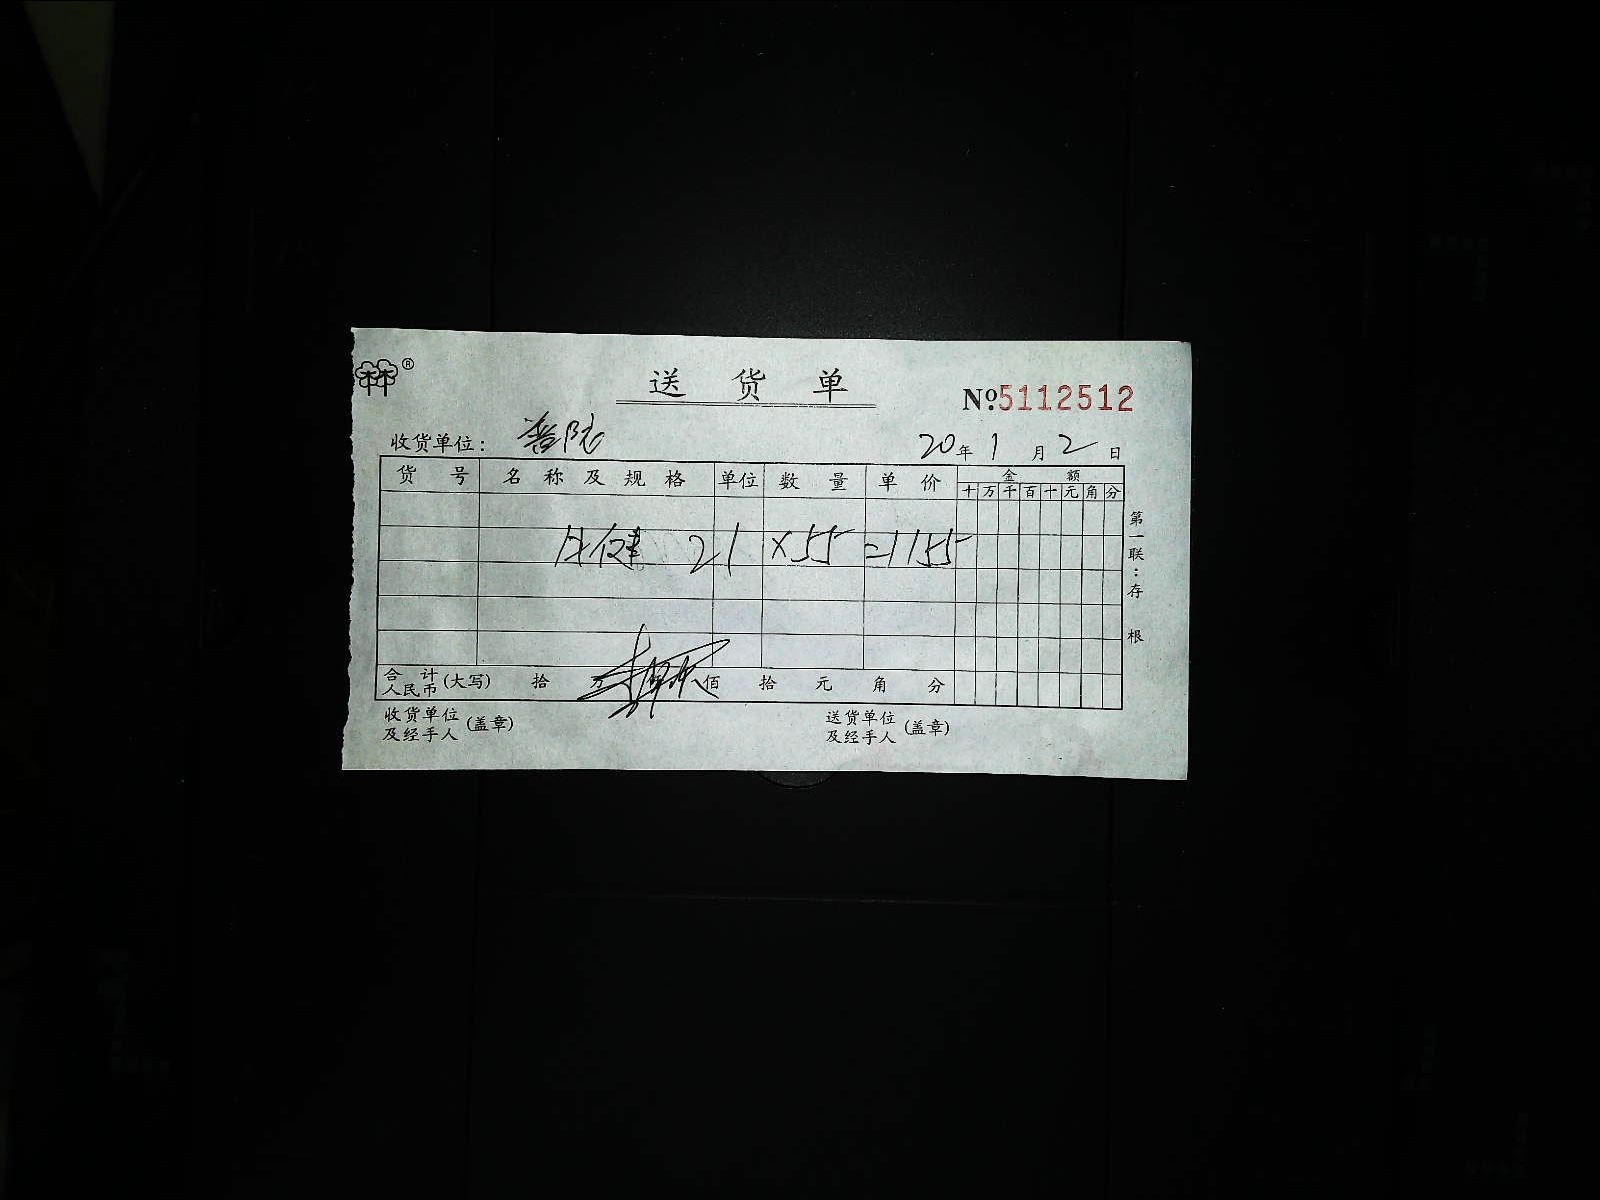 林®
送货单
№5112512
收货单位：普陀 20年1月2日
货号 名称及规格 单位 数量 单价 金额
十万千百十元角分
21 ×55 =1155
合计人民币(大写) 拾 万 佰 拾 元 角 分
收货单位及经手人(盖章) 送货单位及经手人(盖章)
第一联：存根